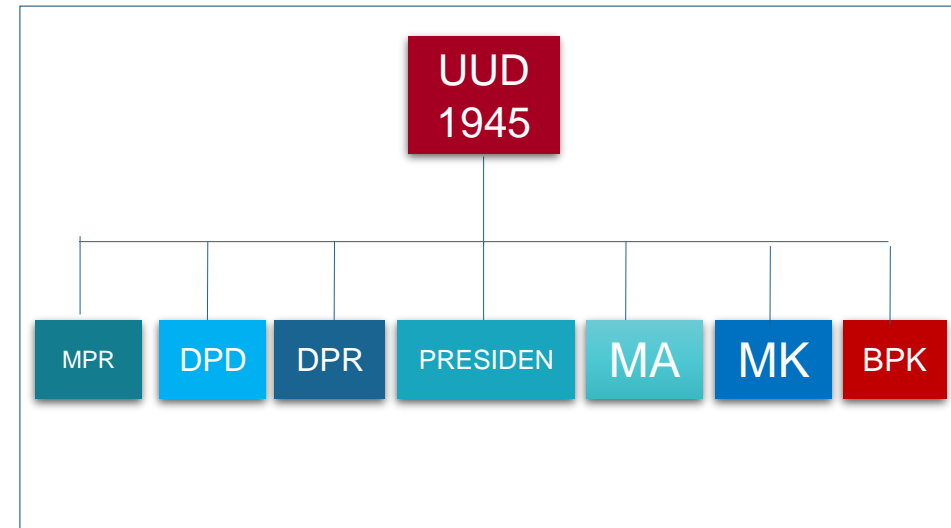 UUD
1945
MPR
DPD
DPR
PRESIDEN
MA
MK
BPK